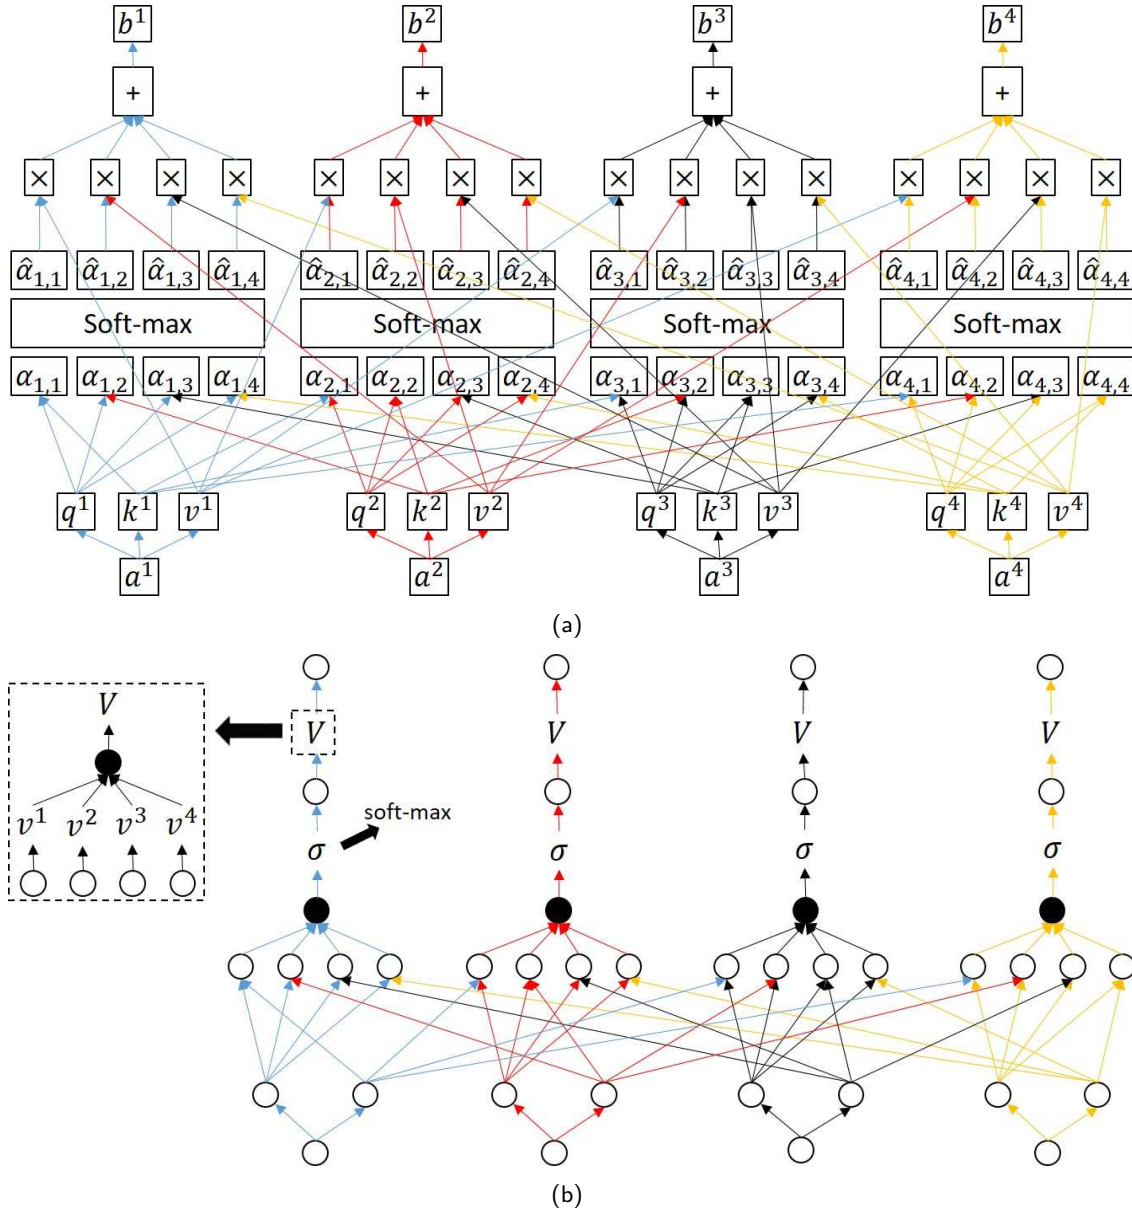 b¹ b² b³ b⁴
+ + + +
× × × × × × × × × × × × × × × ×
α̂₁,₁ α̂₁,₂ α̂₁,₃ α̂₁,₄ α̂₂,₁ α̂₂,₂ α̂₂,₃ α̂₂,₄ α̂₃,₁ α̂₃,₂ α̂₃,₃ α̂₃,₄ α̂₄,₁ α̂₄,₂ α̂₄,₃ α̂₄,₄
Soft-max Soft-max Soft-max Soft-max
α₁,₁ α₁,₂ α₁,₃ α₁,₄ α₂,₁ α₂,₂ α₂,₃ α₂,₄ α₃,₁ α₃,₂ α₃,₃ α₃,₄ α₄,₁ α₄,₂ α₄,₃ α₄,₄
q¹ k¹ v¹ q² k² v² q³ k³ v³ q⁴ k⁴ v⁴
a¹ a² a³ a⁴
(a)
V
V V V V
v¹ v² v³ v⁴
soft-max
σ σ σ σ
(b)